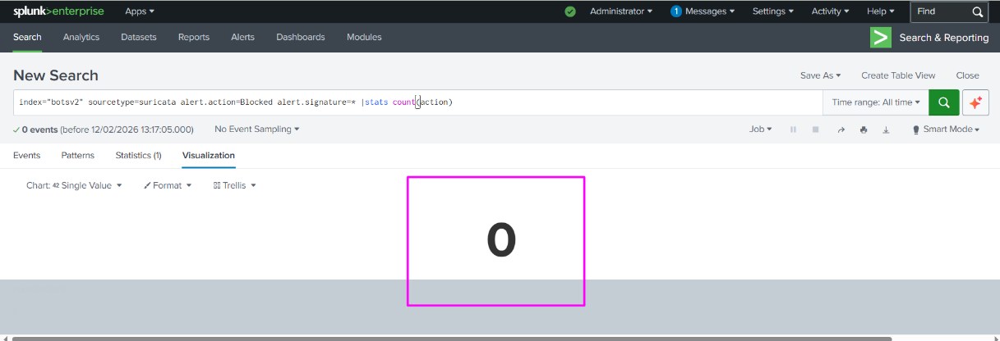 splunk>enterprise Apps Administrator 1 Messages Settings Activity Help Find
Search Analytics Datasets Reports Alerts Dashboards Modules > Search & Reporting
New Search Save As Create Table View Close
index="botsv2" sourcetype=suricata alert.action=Blocked alert.signature=* |stats count(action) Time range: All time
0 events (before 12/02/2026 13:17:05.000) No Event Sampling Job Smart Mode
Events Patterns Statistics (1) Visualization
Chart: 42 Single Value Format Trellis
0